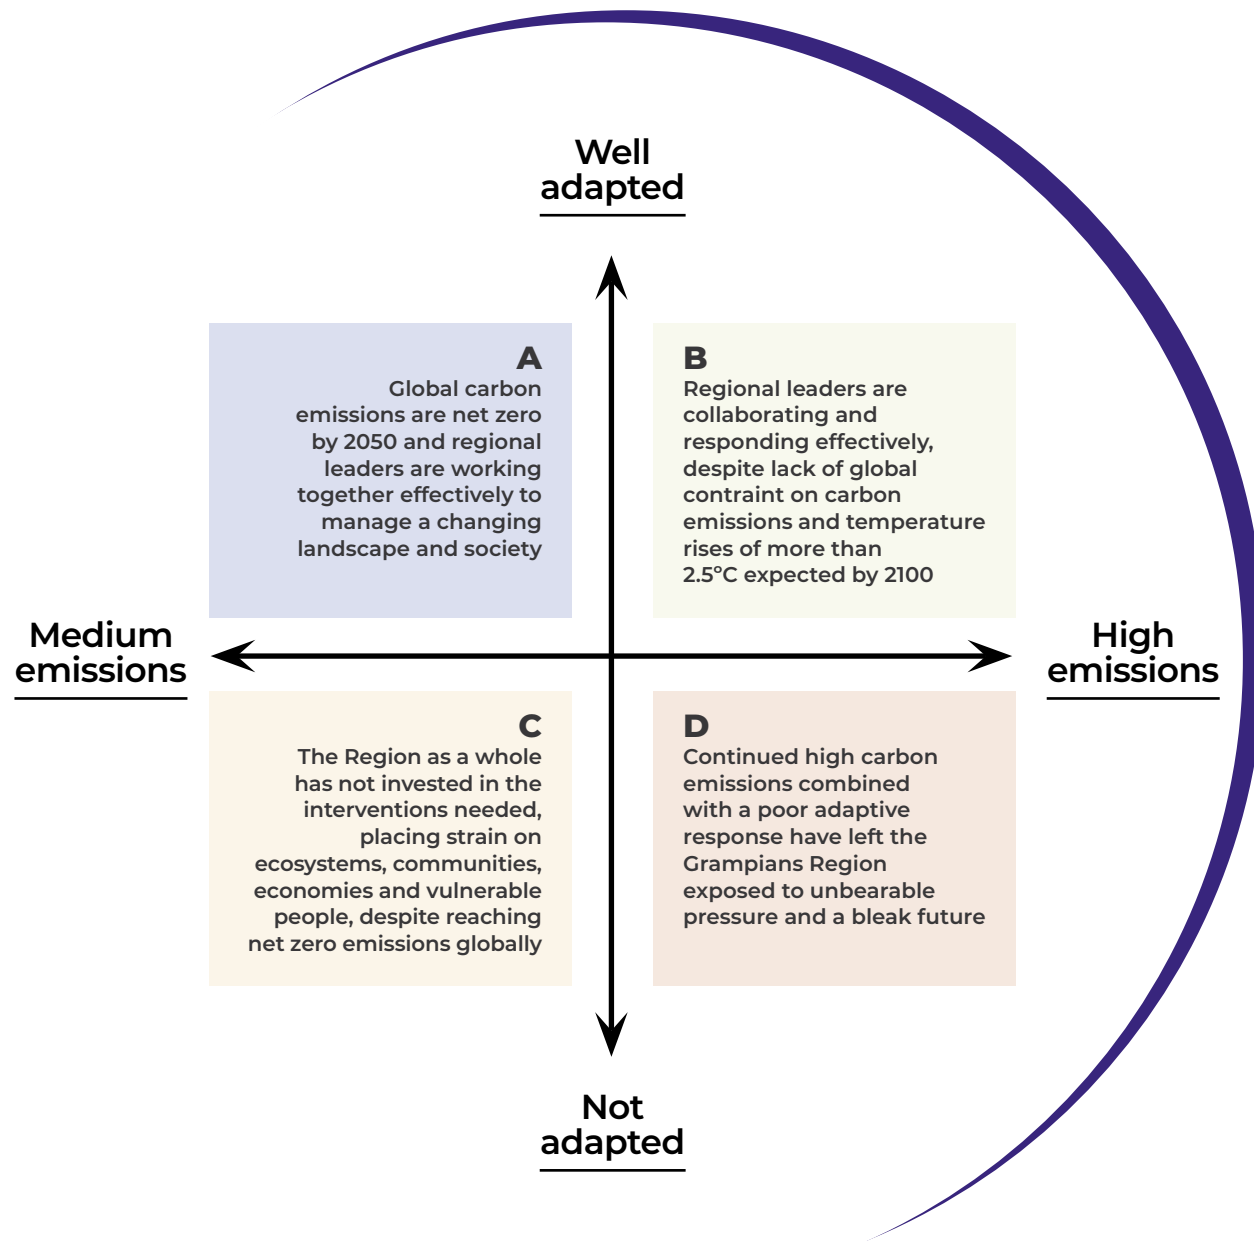 Well
adapted
A
Global carbon
emissions are net zero
by 2050 and regional
leaders are working
together effectively to
manage a changing
landscape and society
B
Regional leaders are
collaborating and
responding effectively,
despite lack of global
contraint on carbon
emissions and temperature
rises of more than
2.5ºC expected by 2100
Medium
emissions
High
emissions
C
The Region as a whole
has not invested in the
interventions needed,
placing strain on
ecosystems, communities,
economies and vulnerable
people, despite reaching
net zero emissions globally
D
Continued high carbon
emissions combined
with a poor adaptive
response have left the
Grampians Region
exposed to unbearable
pressure and a bleak future
Not
adapted